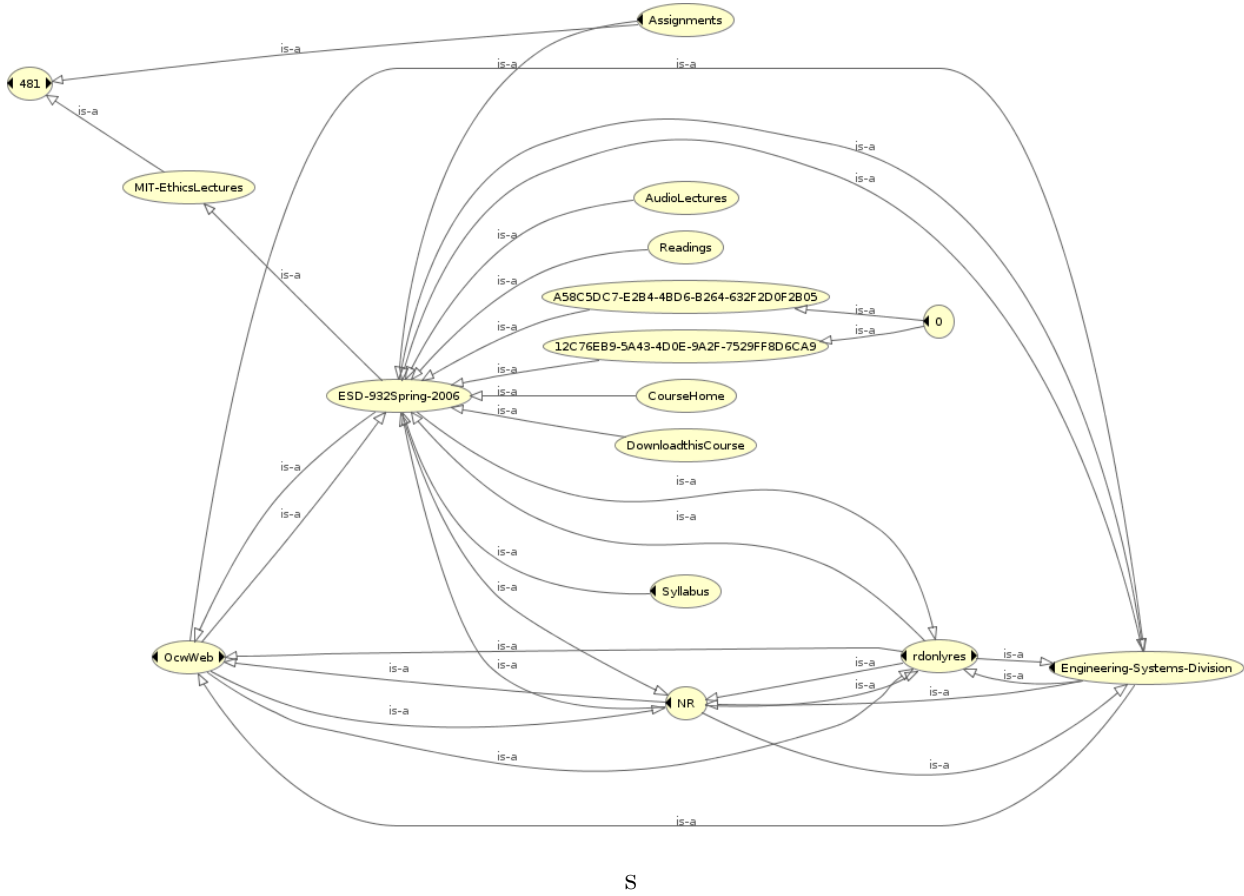 Assignments
is-a
is-a
is-a
481
is-a
MIT-EthicsLectures
is-a
is-a
AudioLectures
is-a
Readings
is-a
is-a
A58C5DC7-E2B4-4BD6-B264-632F2D0F2B05
is-a
0
is-a
is-a
12C76EB9-5A43-4D0E-9A2F-7529FF8D6CA9
is-a
ESD-932Spring-2006
is-a
CourseHome
is-a
DownloadthisCourse
is-a
is-a
is-a
is-a
is-a
Syllabus
is-a
is-a
OcwWeb
rdonlyres
is-a
Engineering-Systems-Division
is-a
is-a
is-a
is-a
is-a
is-a
NR
is-a
is-a
is-a
is-a
S